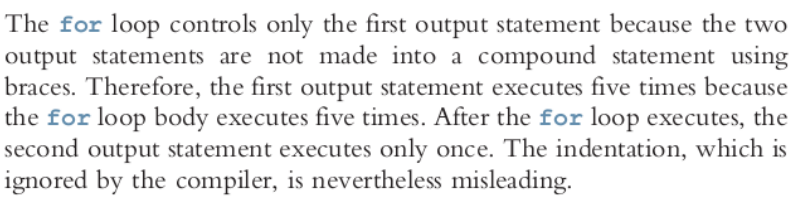 The for loop controls only the first output statement because the two
output statements are not made into a compound statement using
braces. Therefore, the first output statement executes five times because
the for loop body executes five times. After the for loop executes, the
second output statement executes only once. The indentation, which is
ignored by the compiler, is nevertheless misleading.